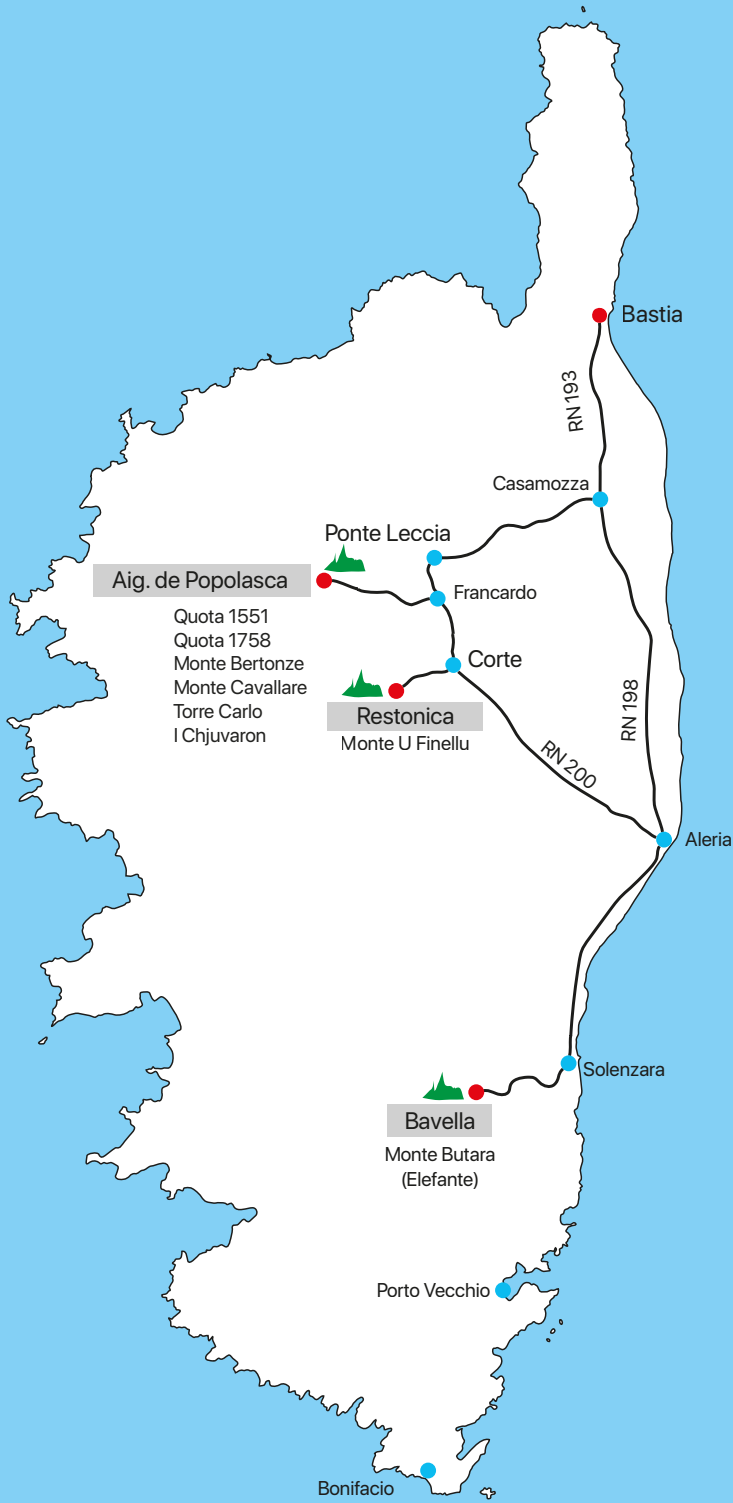 Bastia
RN 193
Casamozza
Ponte Leccia
Aig. de Popolasca
Francardo
Quota 1551
Quota 1758
Monte Bertonze
Monte Cavallare
Torre Carlo
I Chjuvaron
Corte
Restonica
Monte U Finellu
RN 198
RN 200
Aleria
Solenzara
Bavella
Monte Butara
(Elefante)
Porto Vecchio
Bonifacio